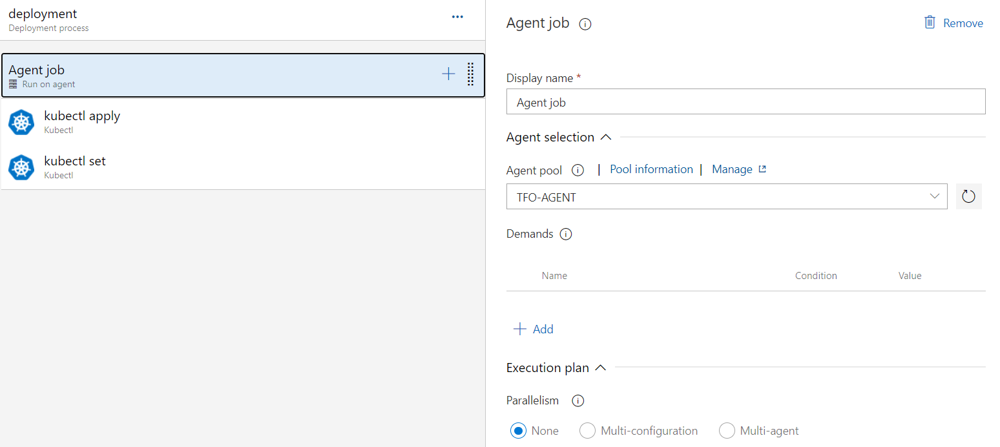 deployment
Deployment process
Agent job
Run on agent
kubectl apply
Kubectl
kubectl set
Kubectl
Agent job
Remove
Display name *
Agent job
Agent selection
Agent pool | Pool information | Manage
TFO-AGENT
Demands
Name Condition Value
Add
Execution plan
Parallelism
None Multi-configuration Multi-agent